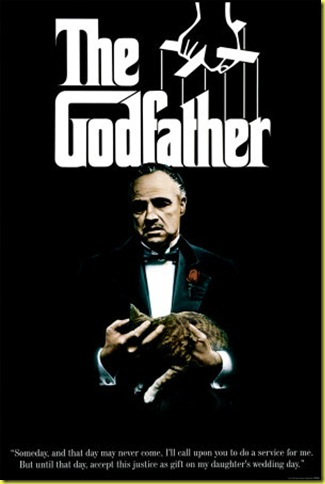 The
Godfather
"Someday, and that day may never come, I'll call upon you to do a service for me.
But until that day, accept this justice as gift on my daughter's wedding day."